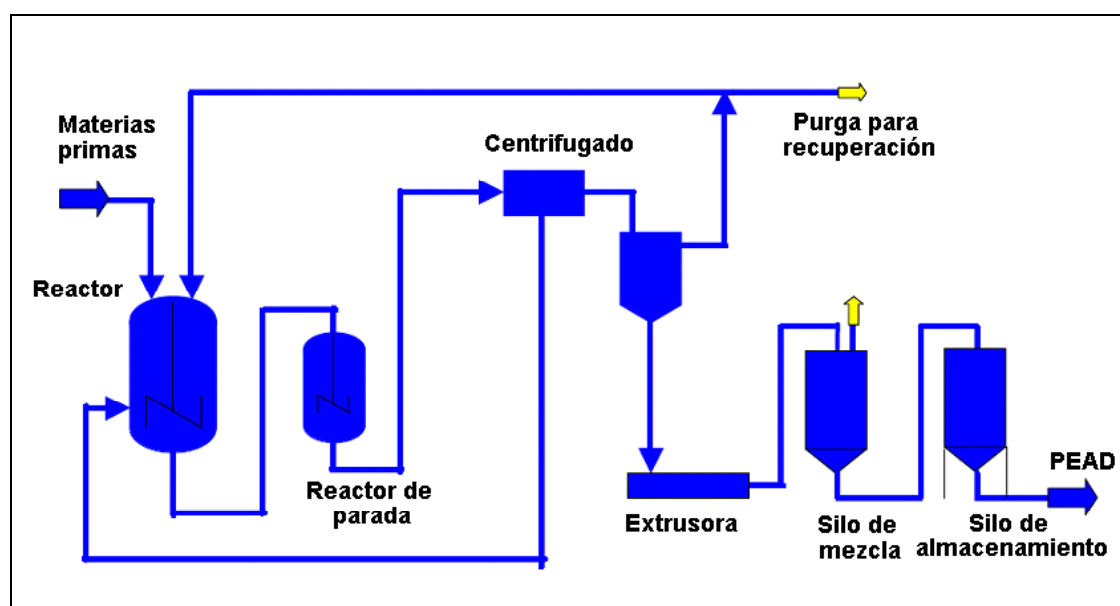 Materias
primas
Centrifugado
Purga para
recuperación
Reactor
Reactor de
parada
Extrusora
Silo de
mezcla
Silo de
almacenamiento
PEAD